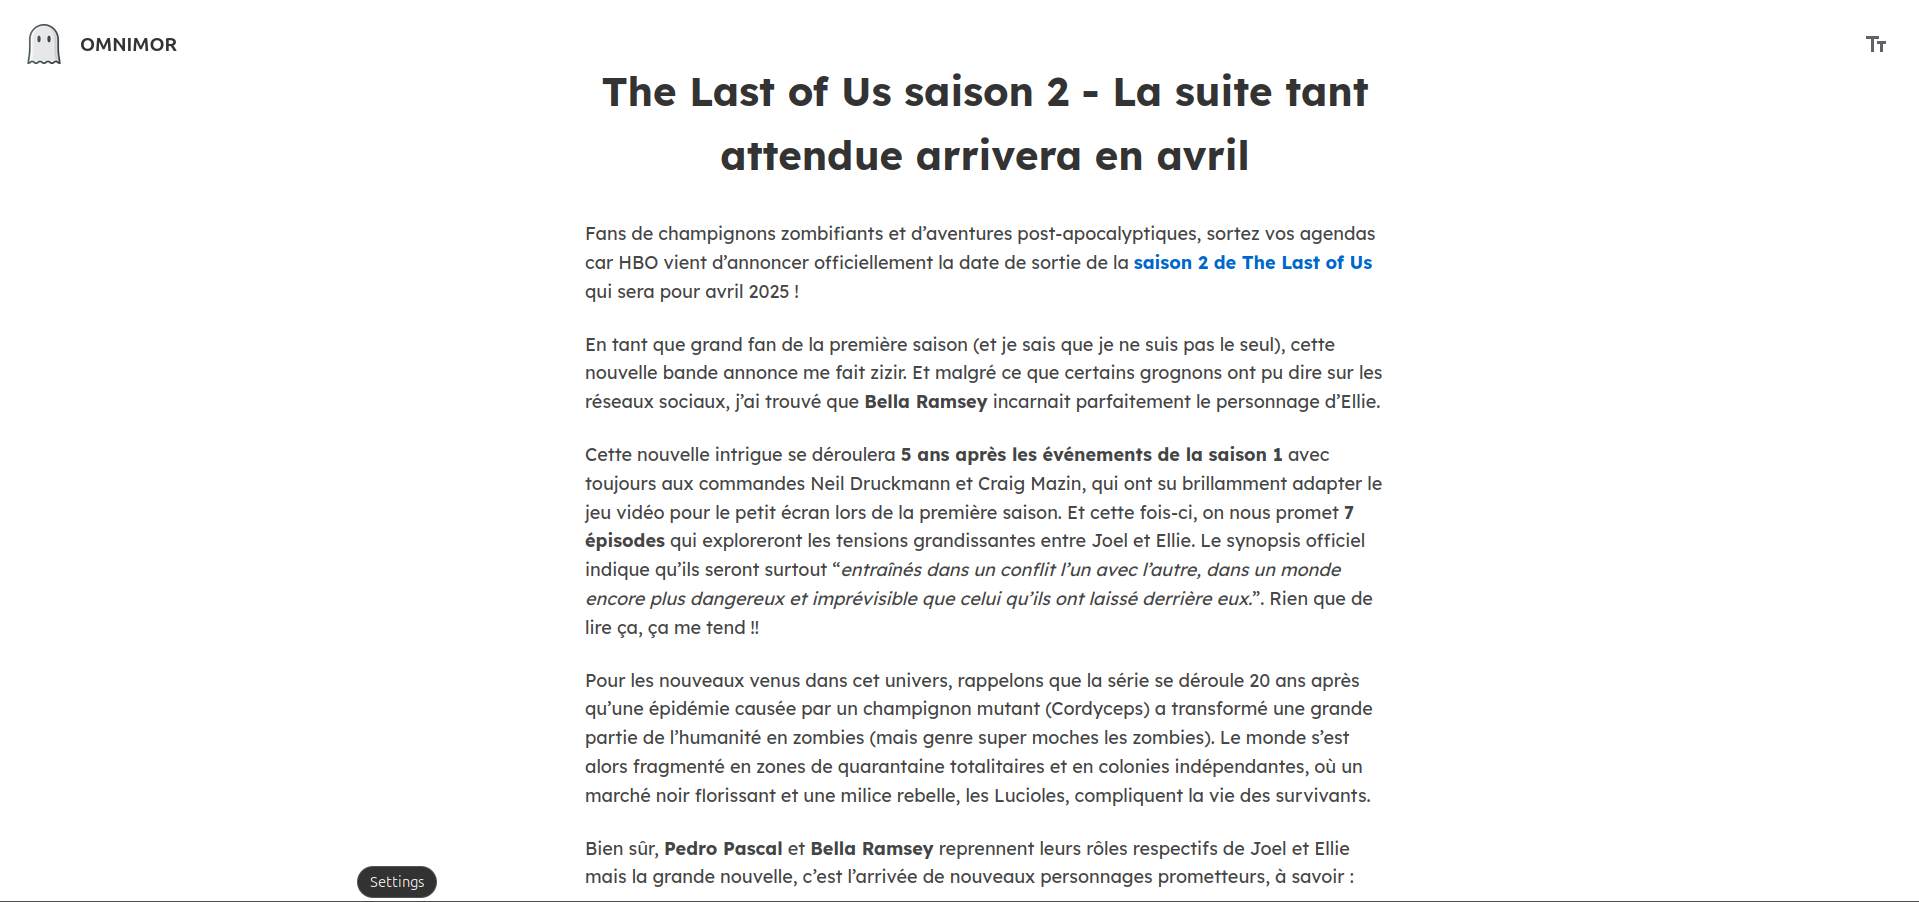 OMNIMOR
The Last of Us saison 2 - La suite tant
attendue arrivera en avril
Fans de champignons zombifiants et d’aventures post-apocalyptiques, sortez vos agendas
car HBO vient d’annoncer officiellement la date de sortie de la saison 2 de The Last of Us
qui sera pour avril 2025 !
En tant que grand fan de la première saison (et je sais que je ne suis pas le seul), cette
nouvelle bande annonce me fait zizir. Et malgré ce que certains grognons ont pu dire sur les
réseaux sociaux, j’ai trouvé que Bella Ramsey incarnait parfaitement le personnage d’Ellie.
Cette nouvelle intrigue se déroulera 5 ans après les événements de la saison 1 avec
toujours aux commandes Neil Druckmann et Craig Mazin, qui ont su brillamment adapter le
jeu vidéo pour le petit écran lors de la première saison. Et cette fois-ci, on nous promet 7
épisodes qui exploreront les tensions grandissantes entre Joel et Ellie. Le synopsis officiel
indique qu’ils seront surtout “entraînés dans un conflit l’un avec l’autre, dans un monde
encore plus dangereux et imprévisible que celui qu’ils ont laissé derrière eux.”. Rien que de
lire ça, ça me tend !!
Pour les nouveaux venus dans cet univers, rappelons que la série se déroule 20 ans après
qu’une épidémie causée par un champignon mutant (Cordyceps) a transformé une grande
partie de l’humanité en zombies (mais genre super moches les zombies). Le monde s’est
alors fragmenté en zones de quarantaine totalitaires et en colonies indépendantes, où un
marché noir florissant et une milice rebelle, les Lucioles, compliquent la vie des survivants.
Bien sûr, Pedro Pascal et Bella Ramsey reprennent leurs rôles respectifs de Joel et Ellie
mais la grande nouvelle, c’est l’arrivée de nouveaux personnages prometteurs, à savoir :
Settings